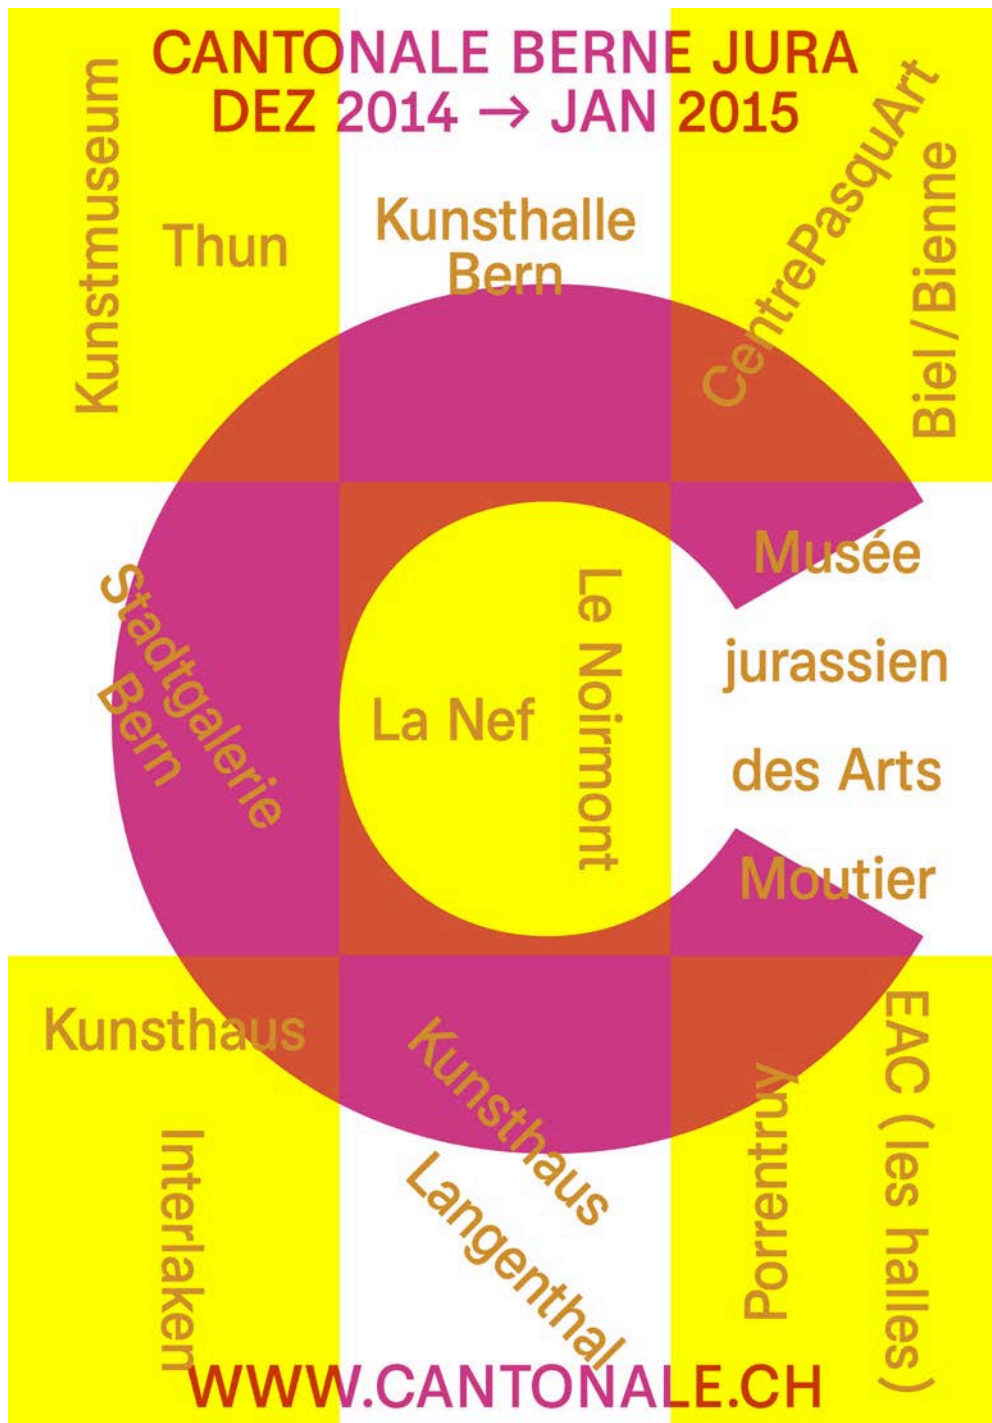 CANTONALE BERNE JURA
DEZ 2014 → JAN 2015
Kunstmuseum
Thun
Kunsthalle
Bern
CentrePasquArt
Biel/Bienne
Stadtgalerie
Bern
La Nef
Le Noirmont
Musée
jurassien
des Arts
Moutier
Kunsthaus
Interlaken
Kunsthaus
Langenthal
Porrentruy
EAC (les halles)
WWW.CANTONALE.CH